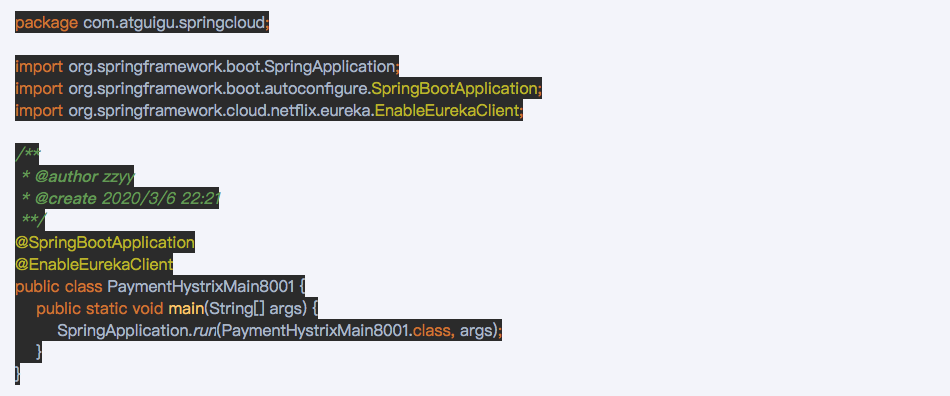 package com.atguigu.springcloud;
import org.springframework.boot.SpringApplication;
import org.springframework.boot.autoconfigure.SpringBootApplication;
import org.springframework.cloud.netflix.eureka.EnableEurekaClient;
/**
 * @author zzyy
 * @create 2020/3/6 22:21
 **/
@SpringBootApplication
@EnableEurekaClient
public class PaymentHystrixMain8001 {
    public static void main(String[] args) {
        SpringApplication.run(PaymentHystrixMain8001.class, args);
    }
}